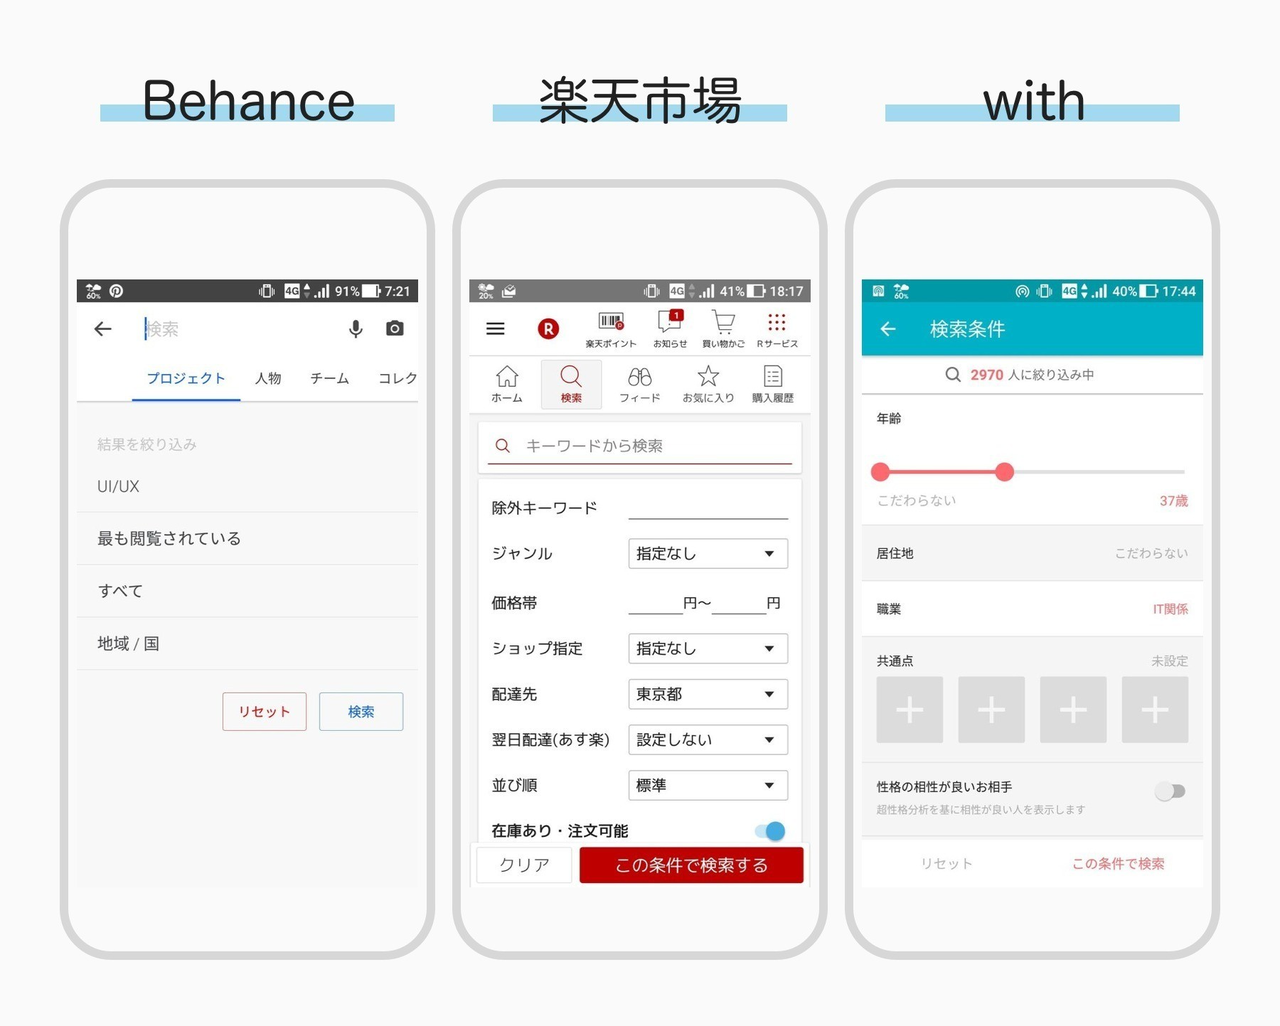 Behance
楽天市場
with
60%
4G 91% 7:21
検索
プロジェクト 人物 チーム コレク
結果を絞り込み
UI/UX
最も閲覧されている
すべて
地域 / 国
リセット 検索
20%
4G 41% 18:17
R
1
楽天ポイント お知らせ 買い物かご Rサービス
ホーム 検索 フィード お気に入り 購入履歴
キーワードから検索
除外キーワード
ジャンル 指定なし
価格帯 円～ 円
ショップ指定 指定なし
配達先 東京都
翌日配達(あす楽) 設定しない
並び順 標準
在庫あり・注文可能
クリア この条件で検索する
60%
4G 40% 17:44
検索条件
2970 人に絞り込み中
年齢
こだわらない 37歳
居住地 こだわらない
職業 IT関係
共通点 未設定
性格の相性が良いお相手
超性格分析を基に相性が良い人を表示します
リセット この条件で検索